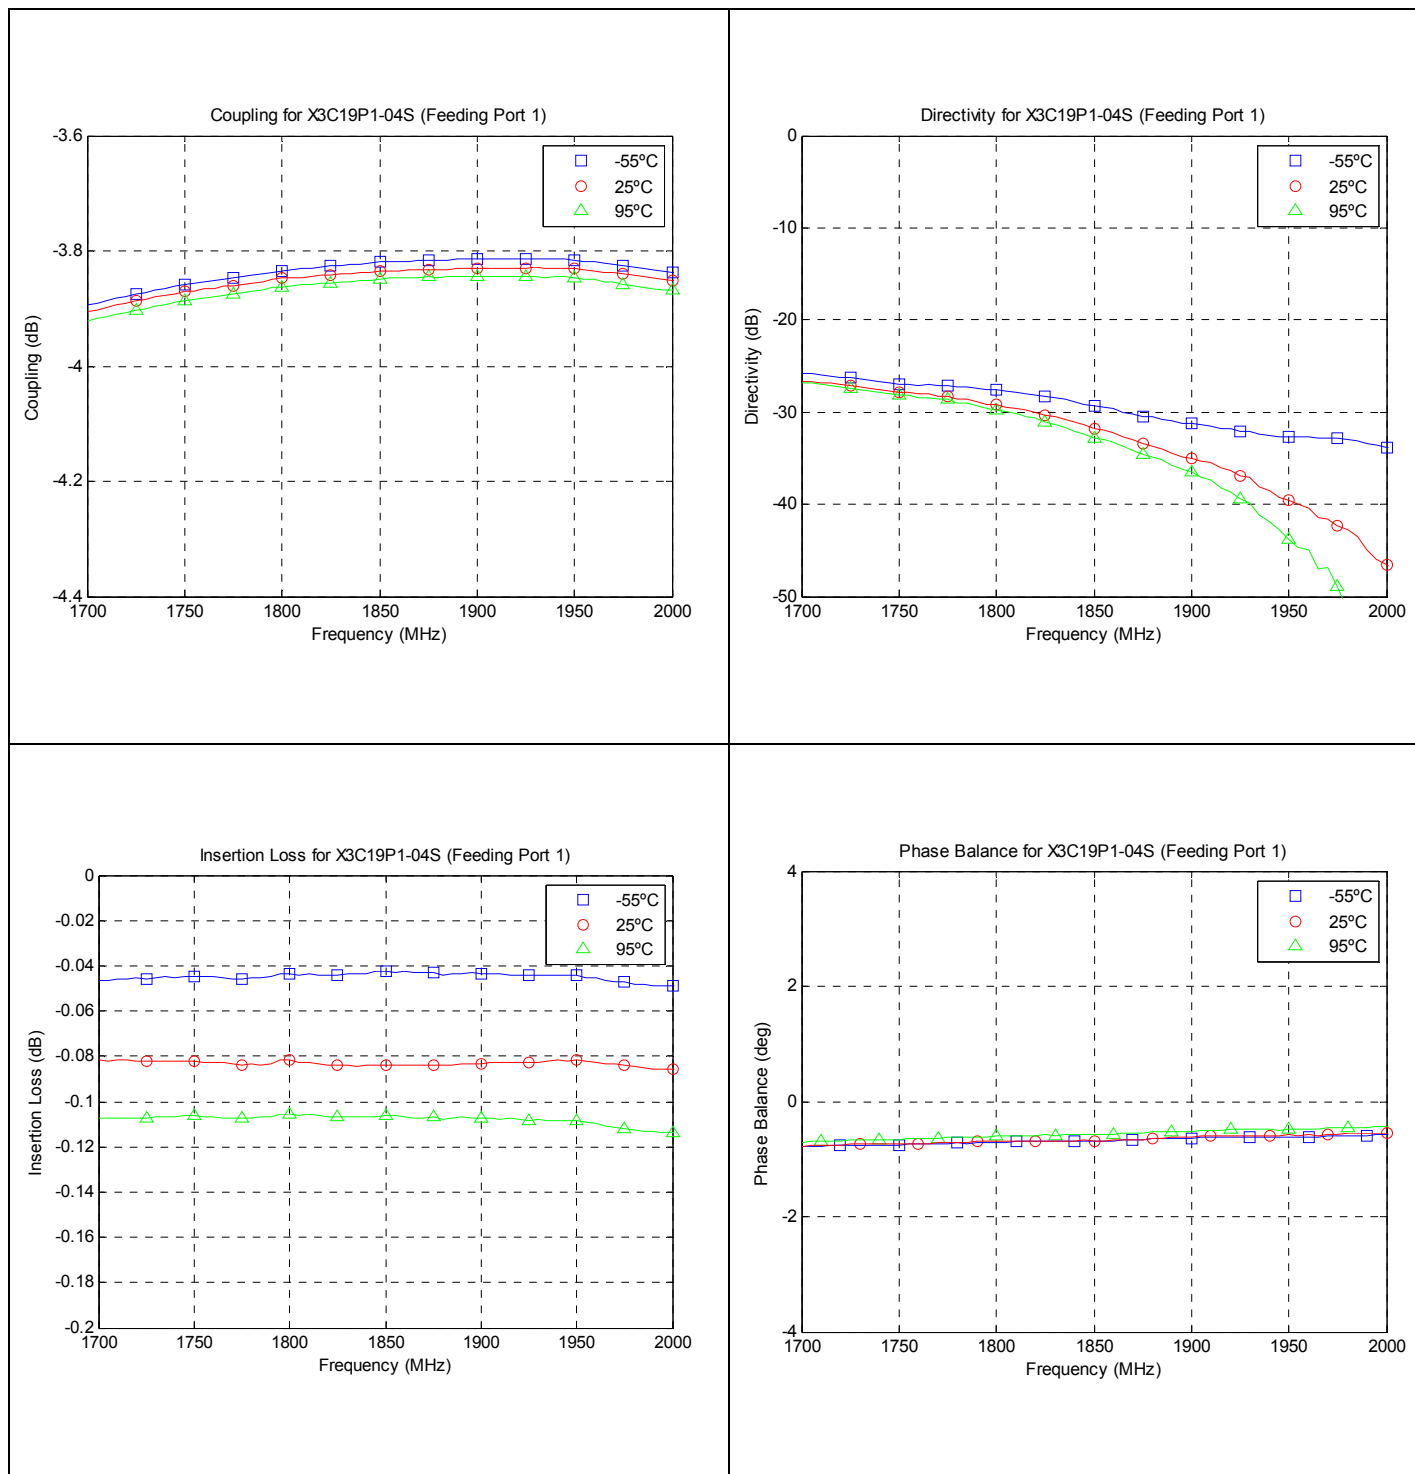 Coupling for X3C19P1-04S (Feeding Port 1)
-3.6
-3.8
-4
-4.2
-4.4
Coupling (dB)
-55ºC
25ºC
95ºC
1700 1750 1800 1850 1900 1950 2000
Frequency (MHz)
Directivity for X3C19P1-04S (Feeding Port 1)
0
-10
-20
-30
-40
-50
Directivity (dB)
-55ºC
25ºC
95ºC
1700 1750 1800 1850 1900 1950 2000
Frequency (MHz)
Insertion Loss for X3C19P1-04S (Feeding Port 1)
0
-0.02
-0.04
-0.06
-0.08
-0.1
-0.12
-0.14
-0.16
-0.18
-0.2
Insertion Loss (dB)
-55ºC
25ºC
95ºC
1700 1750 1800 1850 1900 1950 2000
Frequency (MHz)
Phase Balance for X3C19P1-04S (Feeding Port 1)
4
2
0
-2
-4
Phase Balance (deg)
-55ºC
25ºC
95ºC
1700 1750 1800 1850 1900 1950 2000
Frequency (MHz)